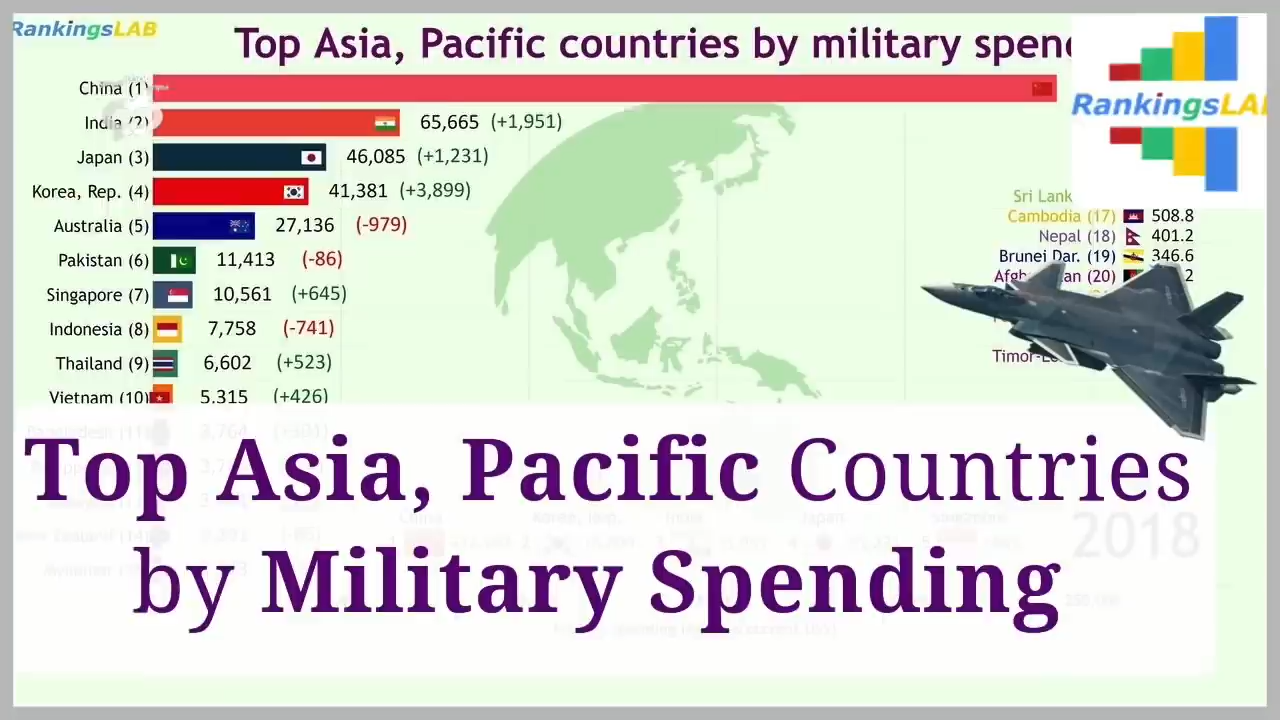 RankingsLAB
Top Asia, Pacific countries by military spend
RankingsLAB
China (1)
India (2) 65,665 (+1,951)
Japan (3) 46,085 (+1,231)
Korea, Rep. (4) 41,381 (+3,899)
Australia (5) 27,136 (-979)
Pakistan (6) 11,413 (-86)
Singapore (7) 10,561 (+645)
Indonesia (8) 7,758 (-741)
Thailand (9) 6,602 (+523)
Vietnam (10) 5,315 (+426)
Sri Lank
Cambodia (17) 508.8
Nepal (18) 401.2
Brunei Dar. (19) 346.6
(20)
Top Asia, Pacific Countries
by Military Spending
2018